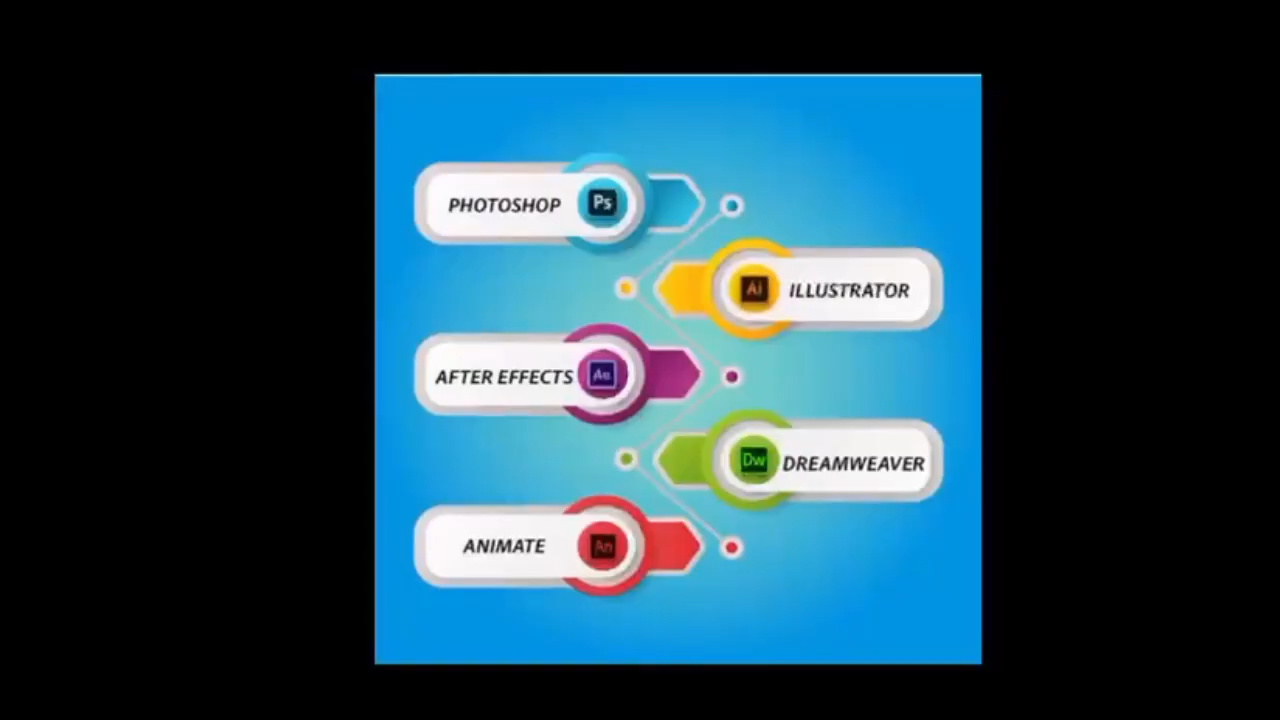 PHOTOSHOP Ps
Ai ILLUSTRATOR
AFTER EFFECTS Ae
Dw DREAMWEAVER
ANIMATE An